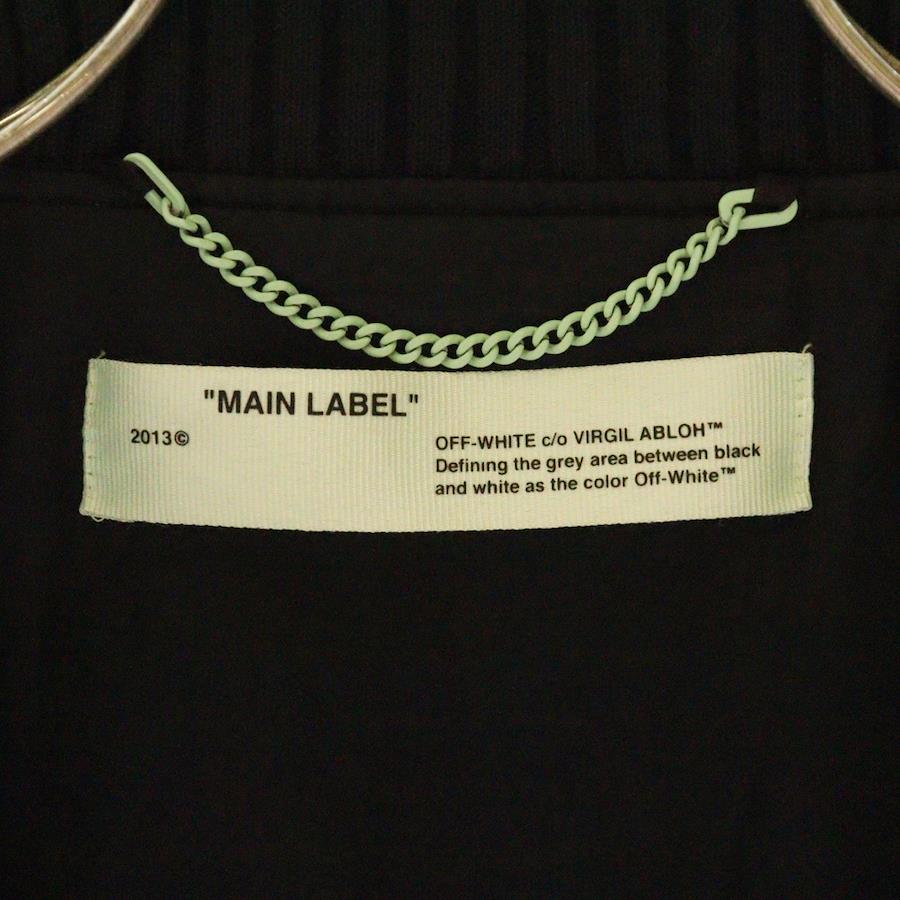 "MAIN LABEL"
2013©
OFF-WHITE c/o VIRGIL ABLOH™
Defining the grey area between black
and white as the color Off-White™